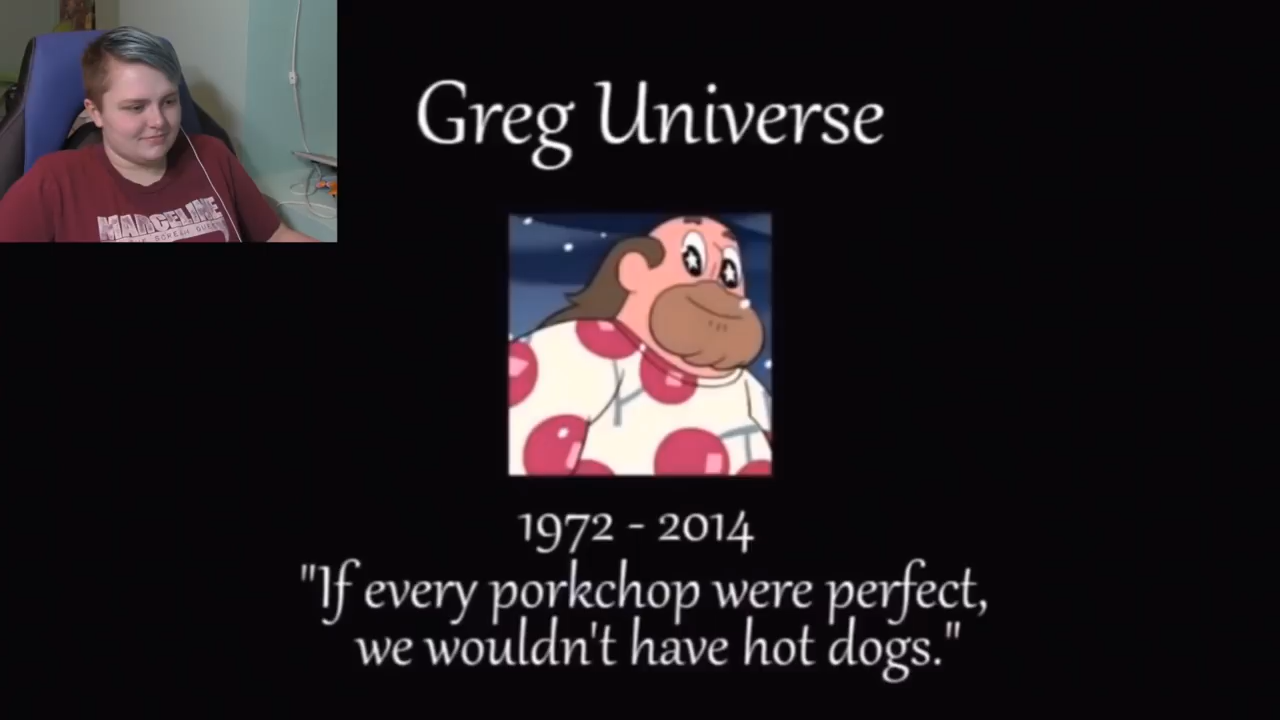 MARCELINE
Greg Universe
1972 - 2014
"If every porkchop were perfect,
we wouldn't have hot dogs."